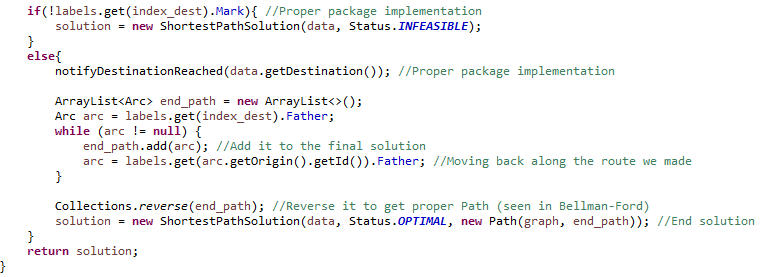 if(!labels.get(index_dest).Mark){ //Proper package implementation
solution = new ShortestPathSolution(data, Status.INFEASIBLE);
}
else{
notifyDestinationReached(data.getDestination()); //Proper package implementation
ArrayList<Arc> end_path = new ArrayList<>();
Arc arc = labels.get(index_dest).Father;
while (arc != null) {
end_path.add(arc); //Add it to the final solution
arc = labels.get(arc.getOrigin().getId()).Father; //Moving back along the route we made
}
Collections.reverse(end_path); //Reverse it to get proper Path (seen in Bellman-Ford)
solution = new ShortestPathSolution(data, Status.OPTIMAL, new Path(graph, end_path)); //End solution
}
return solution;
}